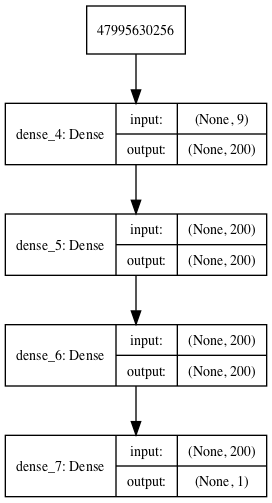 47995630256
dense_4: Dense
input:
(None, 9)
output:
(None, 200)
dense_5: Dense
input:
(None, 200)
output:
(None, 200)
dense_6: Dense
input:
(None, 200)
output:
(None, 200)
dense_7: Dense
input:
(None, 200)
output:
(None, 1)